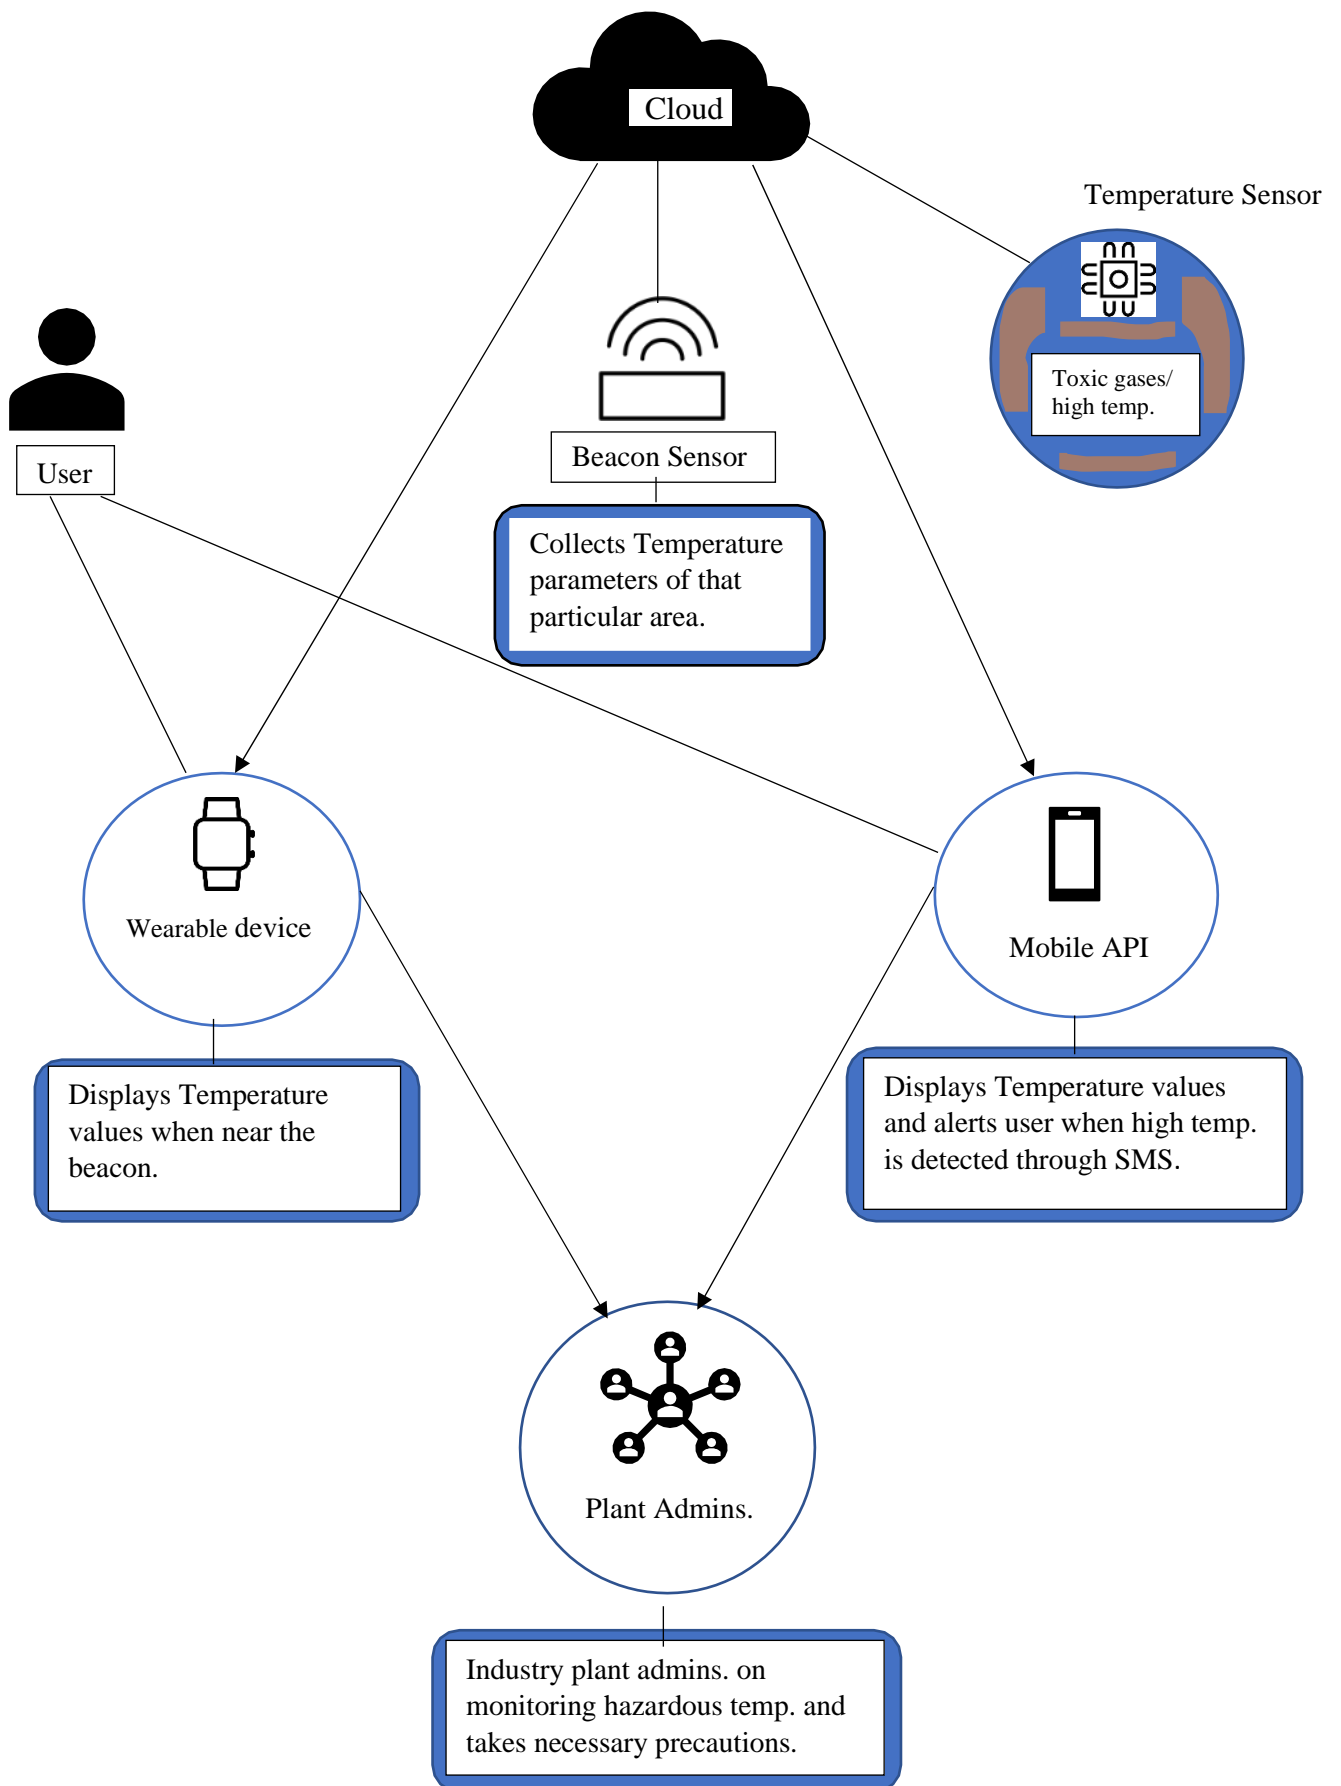 Cloud
Temperature Sensor
Toxic gases/
high temp.
User
Beacon Sensor
Collects Temperature
parameters of that
particular area.
Wearable device
Mobile API
Displays Temperature
values when near the
beacon.
Displays Temperature values
and alerts user when high temp.
is detected through SMS.
Plant Admins.
Industry plant admins. on
monitoring hazardous temp. and
takes necessary precautions.